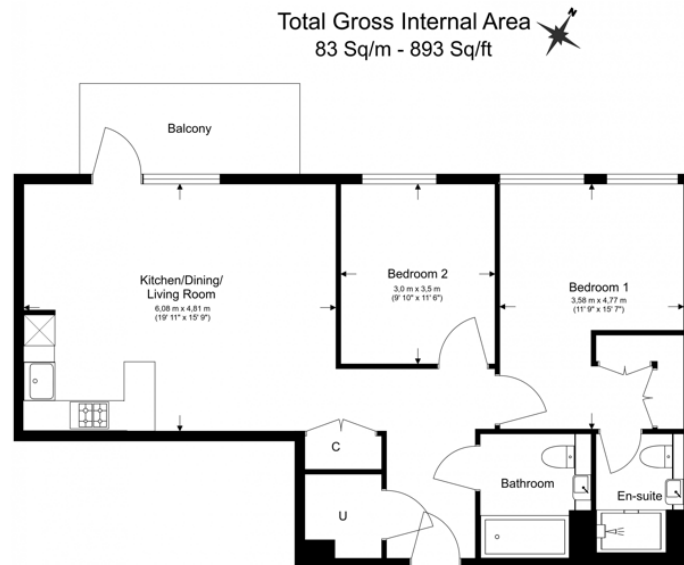 Total Gross Internal Area
83 Sq/m - 893 Sq/ft
N
Balcony
Kitchen/Dining/
Living Room
6,08 m x 4,81 m
(19' 11" x 15' 9")
Bedroom 2
3,0 m x 3,5 m
(9' 10" x 11' 6")
Bedroom 1
3,58 m x 4,77 m
(11' 9" x 15' 7")
C
U
Bathroom
En-suite